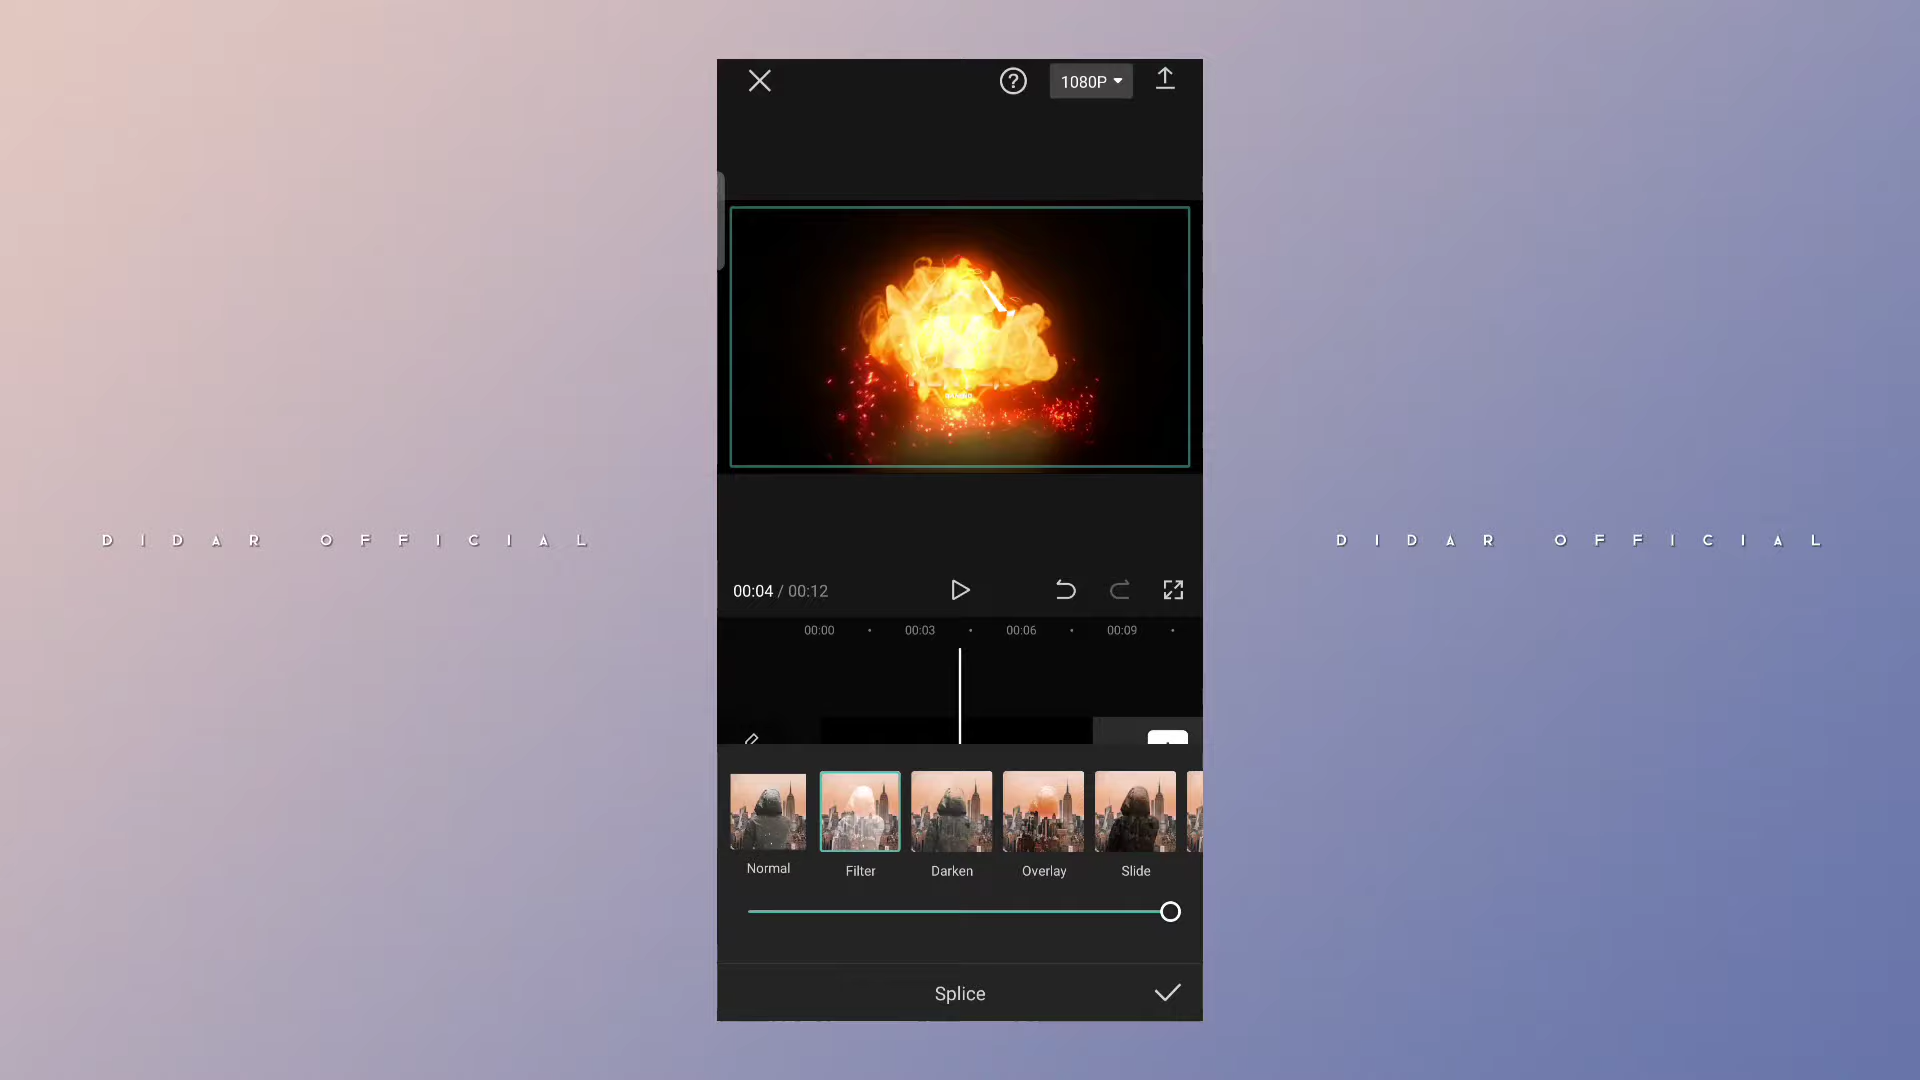 1080P
DIDAR OFFICIAL
DIDAR OFFICIAL
00:04 / 00:12
00:00 00:03 00:06 00:09
Normal Filter Darken Overlay Slide
Splice